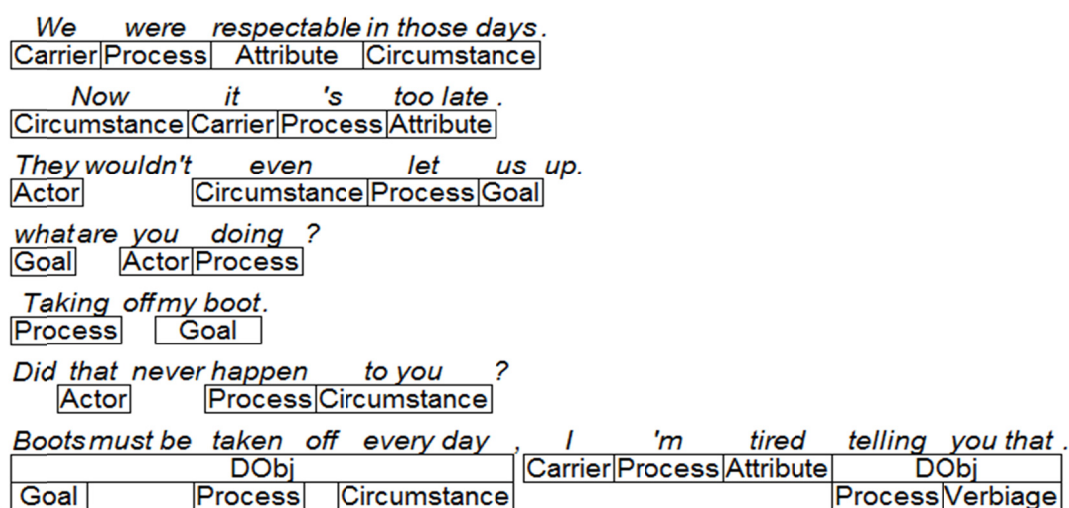 We were respectable in those days.
Carrier Process Attribute Circumstance
Now it 's too late.
Circumstance Carrier Process Attribute
They wouldn't even let us up.
Actor Circumstance Process Goal
what are you doing ?
Goal Actor Process
Taking off my boot.
Process Goal
Did that never happen to you ?
Actor Process Circumstance
Boots must be taken off every day , I 'm tired telling you that .
DObj Carrier Process Attribute DObj
Goal Process Circumstance Process Verbiage